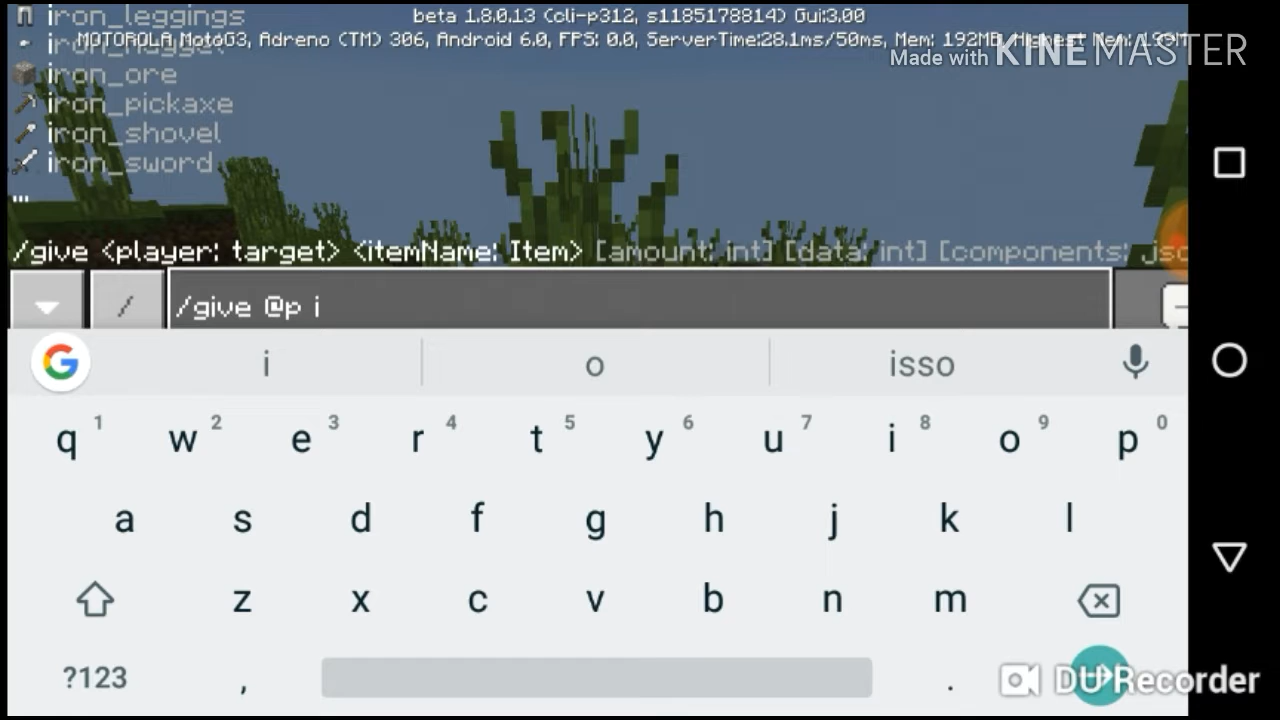 iron_leggings
beta 1.8.0.13 (cli-p312, s1185178814) Gui:3.00
iron_nugget
MOTOROLA MotoG3, Adreno (TM) 306, Android 6.0, FPS: 0.0, ServerTime:28.1ms/50ms, Mem: 192MB, Highest Mem: 199M
Made with KINEMASTER
iron_ore
iron_pickaxe
iron_shovel
iron_sword
...
/give <player: target> <itemName: Item> [amount: int] [data: int] [components: jso
/
/give @p i
G i o isso
q 1 w 2 e 3 r 4 t 5 y 6 u 7 i 8 o 9 p 0
a s d f g h j k l
z x c v b n m
?123 , .
DU Recorder